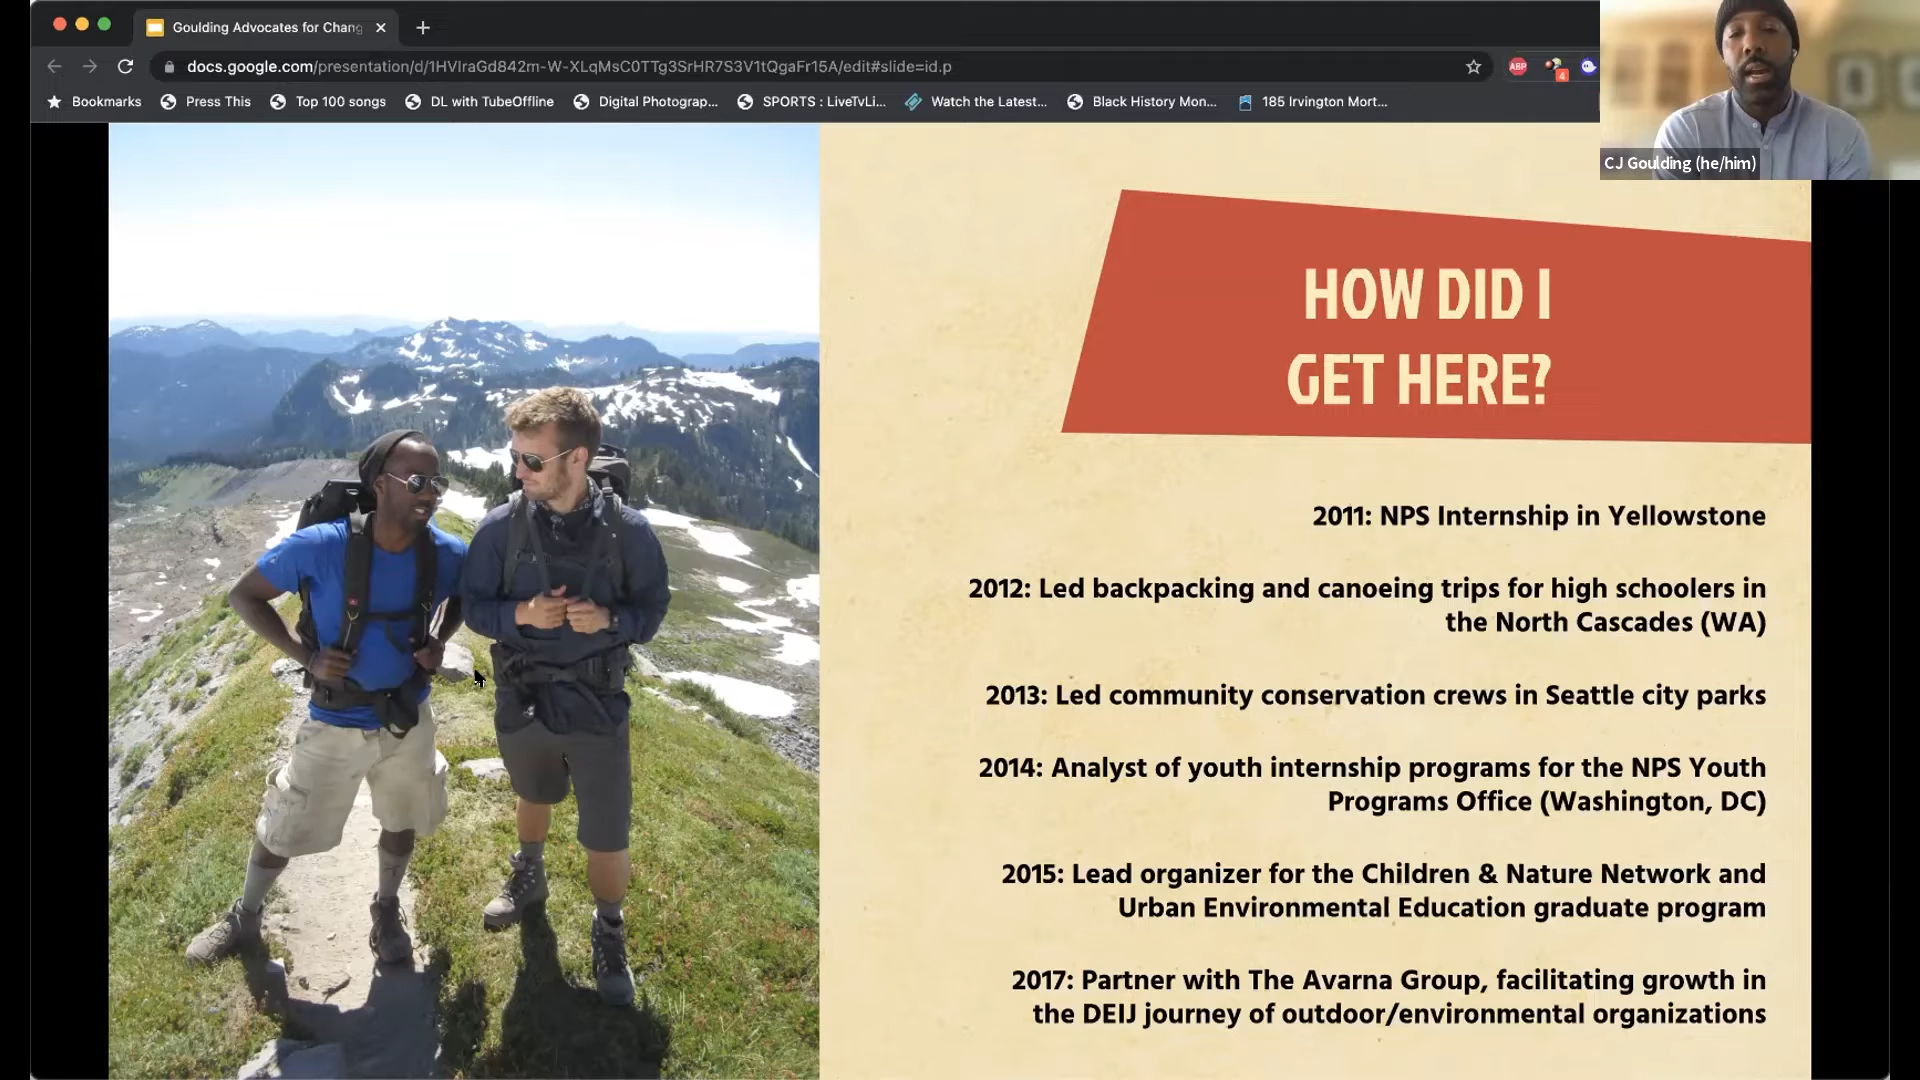 Goulding Advocates for Chang
docs.google.com/presentation/d/1HVIraGd842m-W-XLqMsC0TTg3SrHR7S3V1tQgaFr15A/edit#slide=id.p
ABP
4
Bookmarks Press This Top 100 songs DL with TubeOffline Digital Photograp... SPORTS : LiveTvLi... Watch the Latest... Black History Mon... 185 Irvington Mort...
CJ Goulding (he/him)
HOW DID I
GET HERE?
2011: NPS Internship in Yellowstone
2012: Led backpacking and canoeing trips for high schoolers in
the North Cascades (WA)
2013: Led community conservation crews in Seattle city parks
2014: Analyst of youth internship programs for the NPS Youth
Programs Office (Washington, DC)
2015: Lead organizer for the Children & Nature Network and
Urban Environmental Education graduate program
2017: Partner with The Avarna Group, facilitating growth in
the DEIJ journey of outdoor/environmental organizations